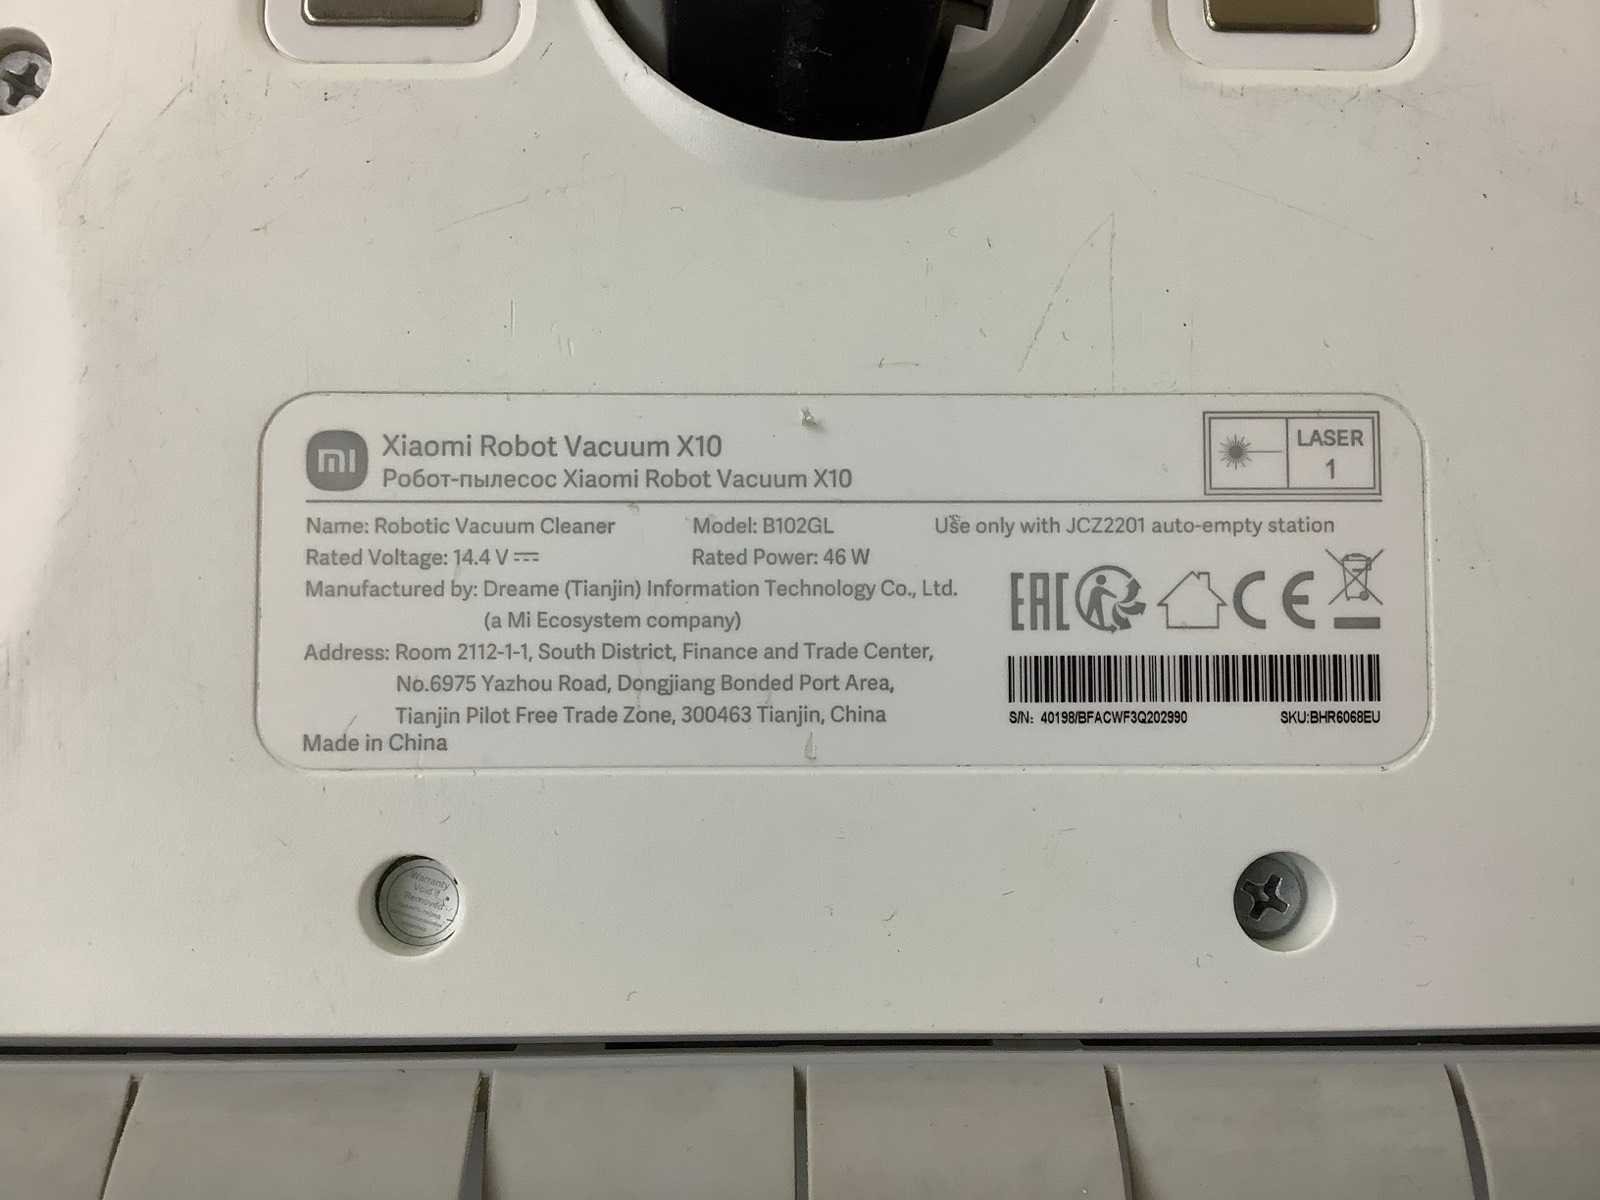 mi
Xiaomi Robot Vacuum X10
Робот-пылесос Xiaomi Robot Vacuum X10
LASER
1
Name: Robotic Vacuum Cleaner
Model: B102GL
Use only with JCZ2201 auto-empty station
Rated Voltage: 14.4 V
Rated Power: 46 W
Manufactured by: Dreame (Tianjin) Information Technology Co., Ltd.
(a Mi Ecosystem company)
Address: Room 2112-1-1, South District, Finance and Trade Center,
No.6975 Yazhou Road, Dongjiang Bonded Port Area,
Tianjin Pilot Free Trade Zone, 300463 Tianjin, China
Made in China
EAC
CE
S/N: 40198/BFACWF3Q202990
SKU:BHR6068EU
Warranty
Void if
Removed